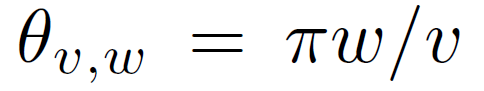 θ_{v,w} = πw/v